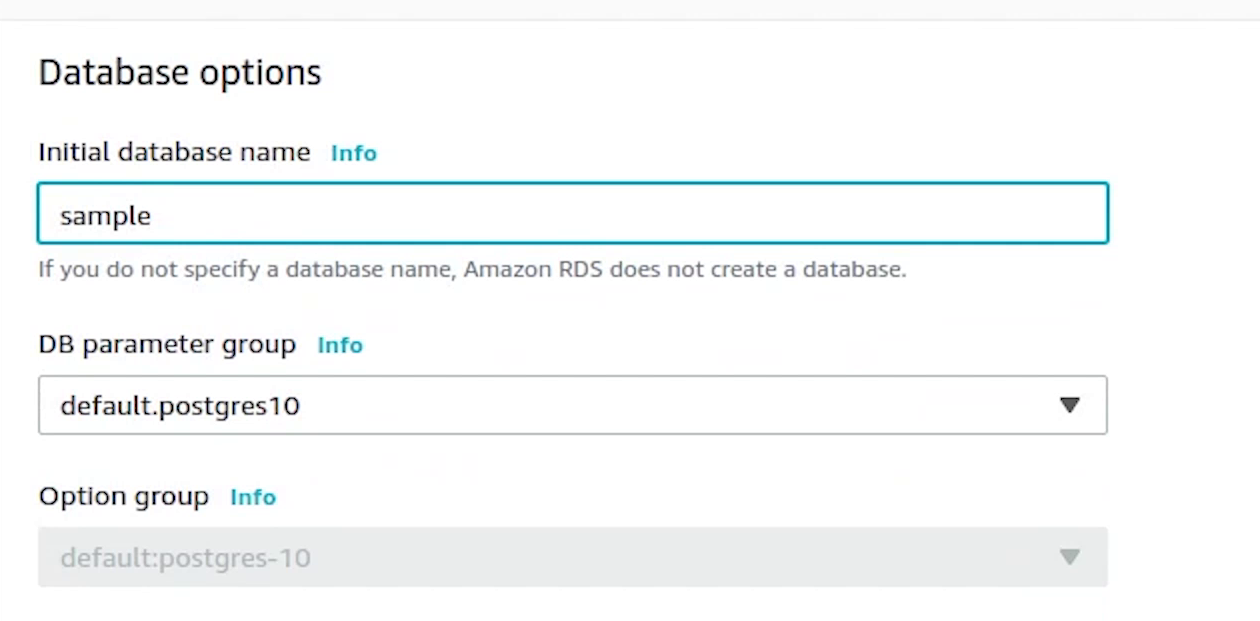 Database options
Initial database name Info
sample
If you do not specify a database name, Amazon RDS does not create a database.
DB parameter group Info
default.postgres10
Option group Info
default:postgres-10